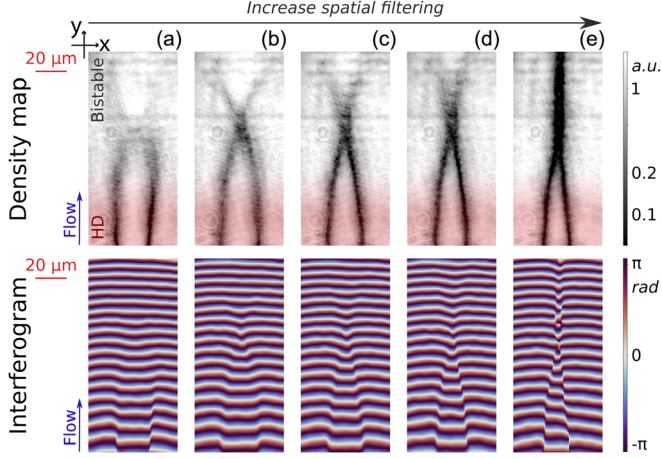 Increase spatial filtering
y
x
(a) (b) (c) (d) (e)
20 μm
Density map
Bistable
HD
Flow
a.u.
1
0.2
0.1
20 μm
Interferogram
Flow
π
rad
0
-π